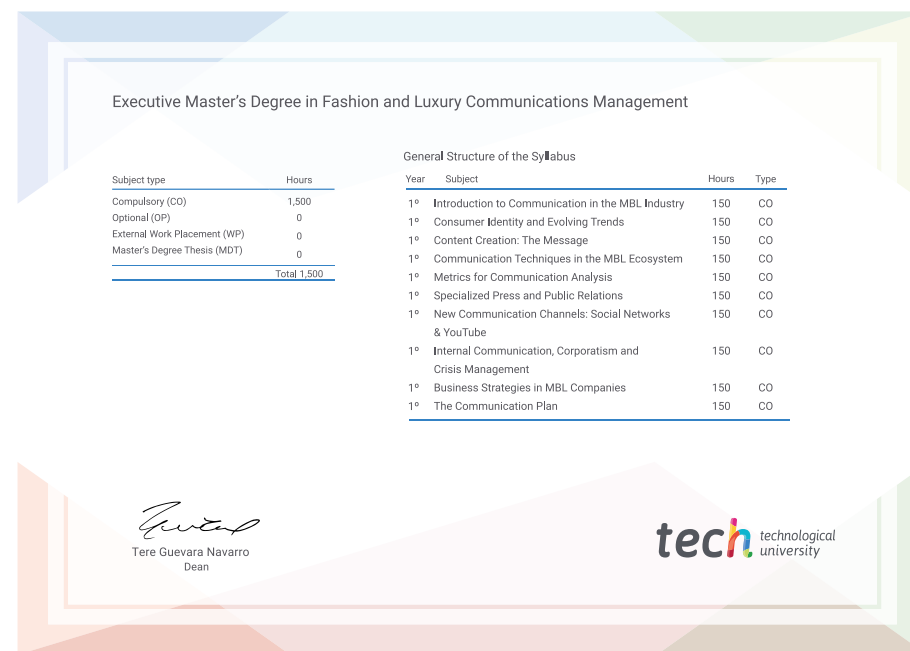 Executive Master's Degree in Fashion and Luxury Communications Management
Subject type Hours
Compulsory (CO) 1,500
Optional (OP) 0
External Work Placement (WP) 0
Master's Degree Thesis (MDT) 0
Total 1,500
General Structure of the Syllabus
Year Subject Hours Type
1º Introduction to Communication in the MBL Industry 150 CO
1º Consumer Identity and Evolving Trends 150 CO
1º Content Creation: The Message 150 CO
1º Communication Techniques in the MBL Ecosystem 150 CO
1º Metrics for Communication Analysis 150 CO
1º Specialized Press and Public Relations 150 CO
1º New Communication Channels: Social Networks 150 CO
& YouTube
1º Internal Communication, Corporatism and 150 CO
Crisis Management
1º Business Strategies in MBL Companies 150 CO
1º The Communication Plan 150 CO
Tere Guevara Navarro
Dean
tech technological
university